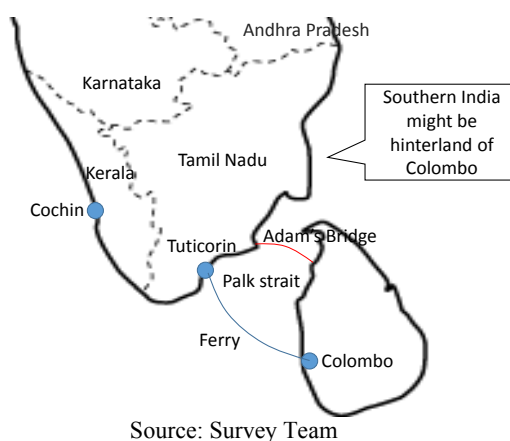 Andhra Pradesh
Karnataka
Southern India
might be
hinterland of
Colombo
Tamil Nadu
Kerala
Cochin
Adam's Bridge
Tuticorin
Palk strait
Ferry
Colombo
Source: Survey Team